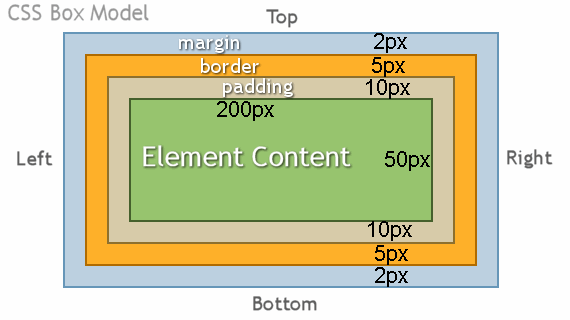 CSS Box Model
Top
margin 2px
border 5px
padding 10px
200px
Element Content 50px
Left
Right
10px
5px
2px
Bottom